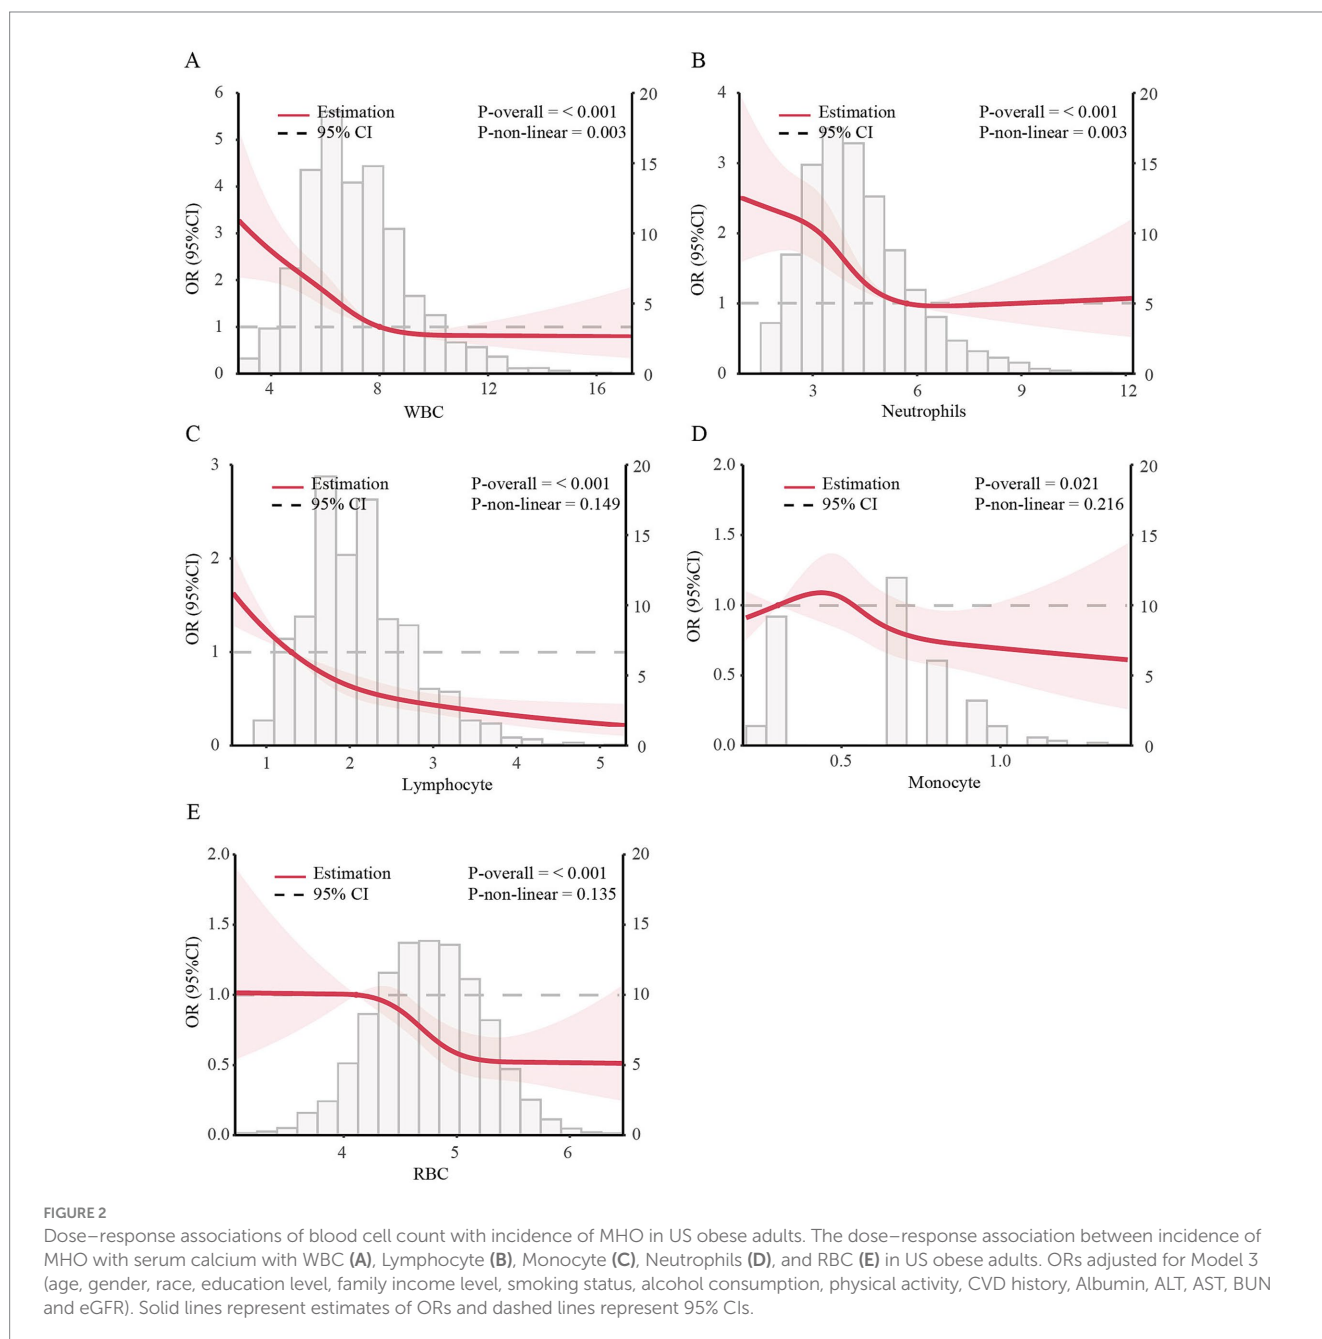 A
6
5
4
3
2
1
0
OR (95%CI)
Estimation
95% CI
P-overall = < 0.001
P-non-linear = 0.003
20
15
10
5
0
4
8
12
16
WBC
B
4
3
2
1
0
OR (95%CI)
Estimation
95% CI
P-overall = < 0.001
P-non-linear = 0.003
20
15
10
5
0
3
6
9
12
Neutrophils
C
3
2
1
0
OR (95%CI)
Estimation
95% CI
P-overall = < 0.001
P-non-linear = 0.149
20
15
10
5
0
1
2
3
4
5
Lymphocyte
D
2.0
1.5
1.0
0.5
0.0
OR (95%CI)
Estimation
95% CI
P-overall = 0.021
P-non-linear = 0.216
20
15
10
5
0
0.5
1.0
Monocyte
E
2.0
1.5
1.0
0.5
0.0
OR (95%CI)
Estimation
95% CI
P-overall = < 0.001
P-non-linear = 0.135
20
15
10
5
0
4
5
6
RBC
FIGURE 2
Dose–response associations of blood cell count with incidence of MHO in US obese adults. The dose–response association between incidence of
MHO with serum calcium with WBC (A), Lymphocyte (B), Monocyte (C), Neutrophils (D), and RBC (E) in US obese adults. ORs adjusted for Model 3
(age, gender, race, education level, family income level, smoking status, alcohol consumption, physical activity, CVD history, Albumin, ALT, AST, BUN
and eGFR). Solid lines represent estimates of ORs and dashed lines represent 95% CIs.